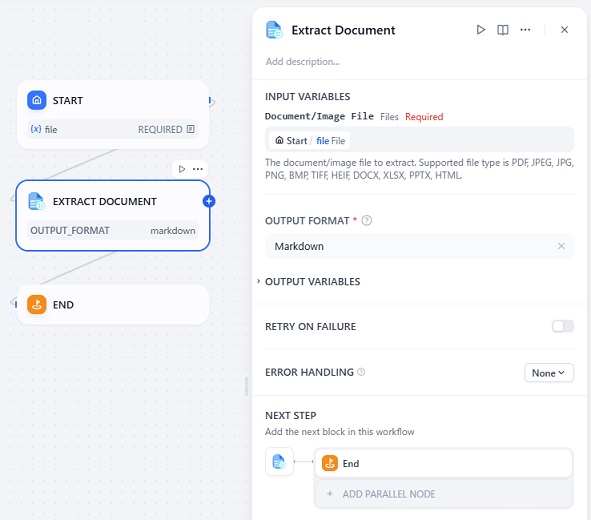 START
{x} file REQUIRED
EXTRACT DOCUMENT
OUTPUT_FORMAT markdown
END
Extract Document
Add description...
INPUT VARIABLES
Document/Image File Files Required
Start / file File
The document/image file to extract. Supported file type is PDF, JPEG, JPG,
PNG, BMP, TIFF, HEIF, DOCX, XLSX, PPTX, HTML.
OUTPUT FORMAT *
Markdown
OUTPUT VARIABLES
RETRY ON FAILURE
ERROR HANDLING
None
NEXT STEP
Add the next block in this workflow
End
+ ADD PARALLEL NODE